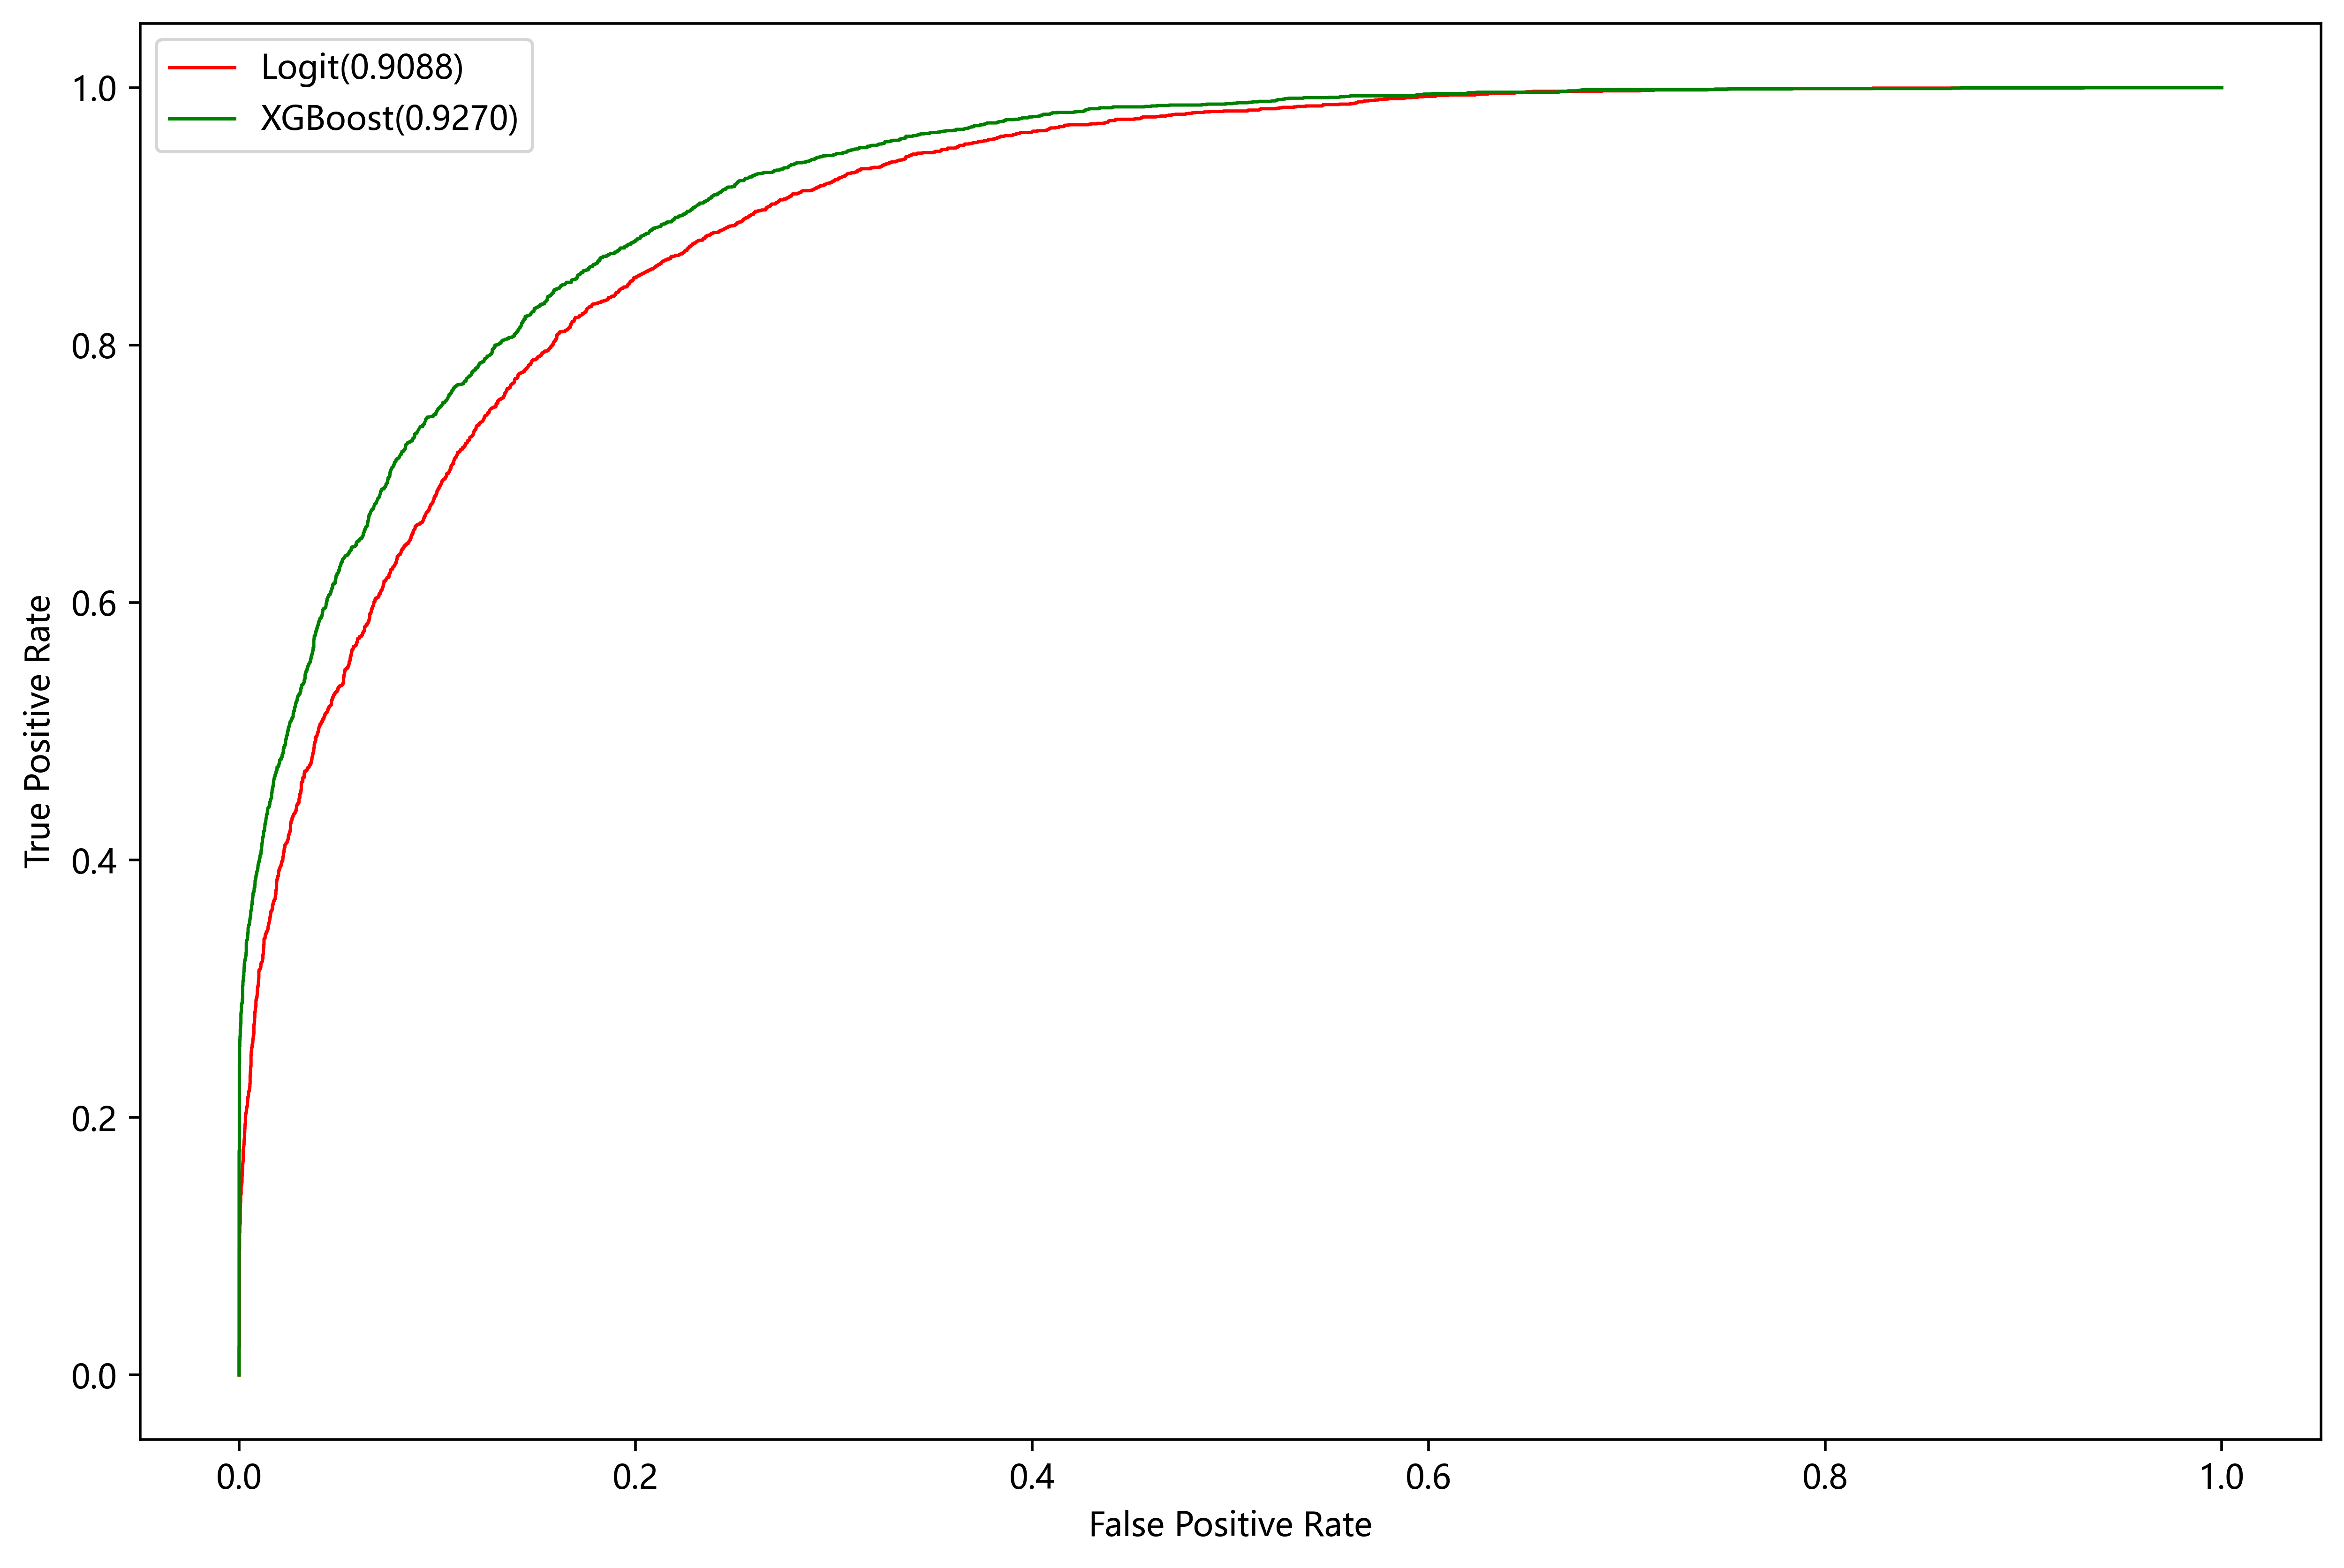 Logit(0.9088)
XGBoost(0.9270)
1.0
0.8
0.6
0.4
0.2
0.0
True Positive Rate
0.0 0.2 0.4 0.6 0.8 1.0
False Positive Rate